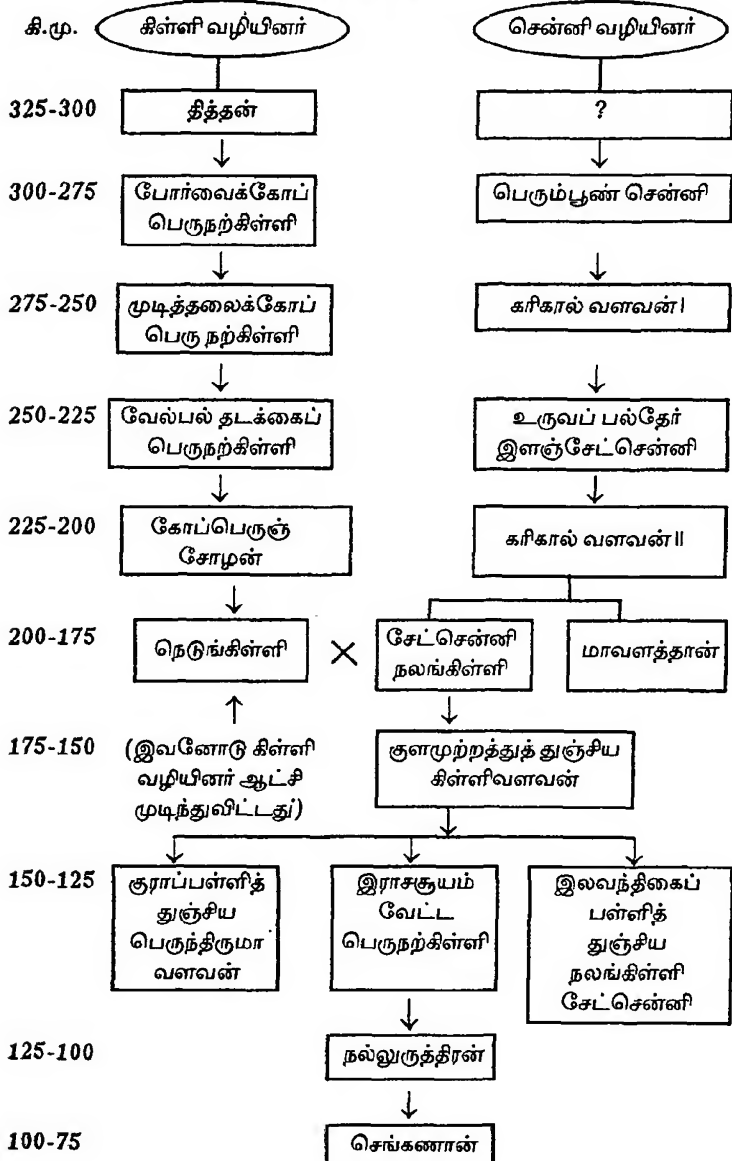 கி.மு. கிள்ளி வழியினர் சென்னி வழியினர்
325-300 தித்தன் ?
300-275 போர்வைக்கோப் பெரும்பூண் சென்னி
பெருநற்கிள்ளி
275-250 முடித்தலைக்கோப் கரிகால் வளவன் I
பெரு நற்கிள்ளி
250-225 வேல்பல் தடக்கைப் உருவப் பல்தேர்
பெருநற்கிள்ளி இளஞ்சேட்சென்னி
225-200 கோப்பெருஞ் கரிகால் வளவன் II
சோழன்
200-175 நெடுங்கிள்ளி × சேட்சென்னி மாவளத்தான்
நலங்கிள்ளி
175-150 (இவனோடு கிள்ளி குளமுற்றத்துத் துஞ்சிய
வழியினர் ஆட்சி கிள்ளிவளவன்
முடிந்துவிட்டது)
150-125 குராப்பள்ளித் இராசசூயம் இலவந்திகைப்
துஞ்சிய வேட்ட பள்ளித்
பெருந்திருமா பெருநற்கிள்ளி துஞ்சிய
வளவன் நலங்கிள்ளி
சேட்சென்னி
125-100 நல்லுருத்திரன்
100-75 செங்கணான்